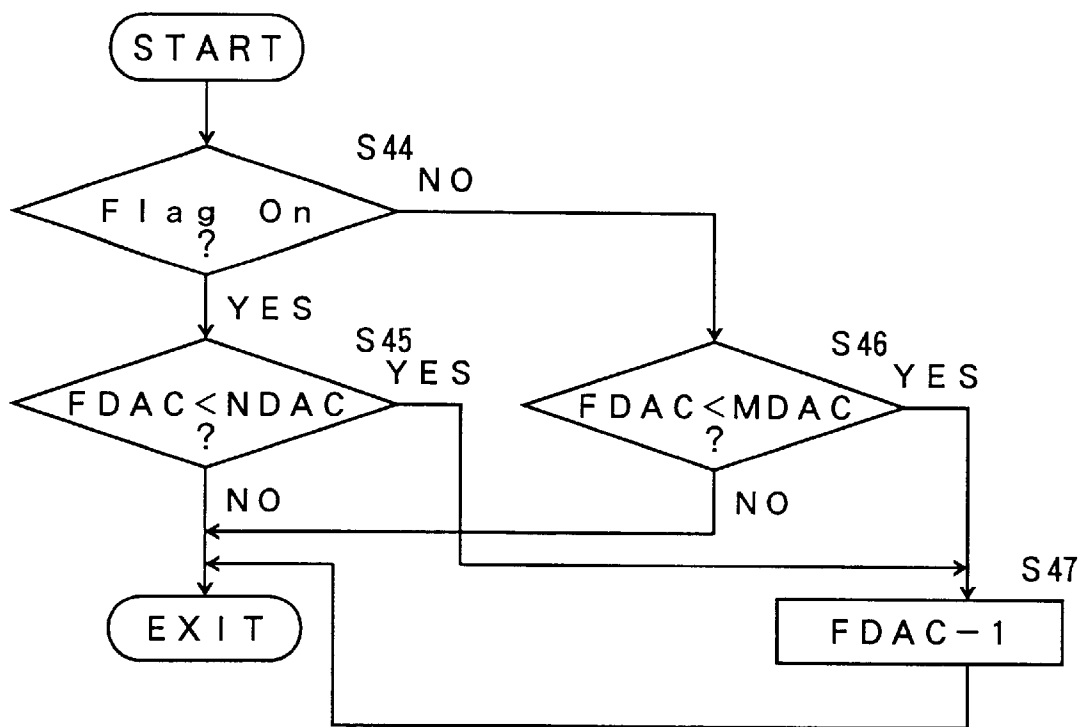 START
S44
NO
Flag On
?
YES
S45
YES
FDAC<NDAC
?
NO
S46
YES
FDAC<MDAC
?
NO
S47
FDAC-1
EXIT